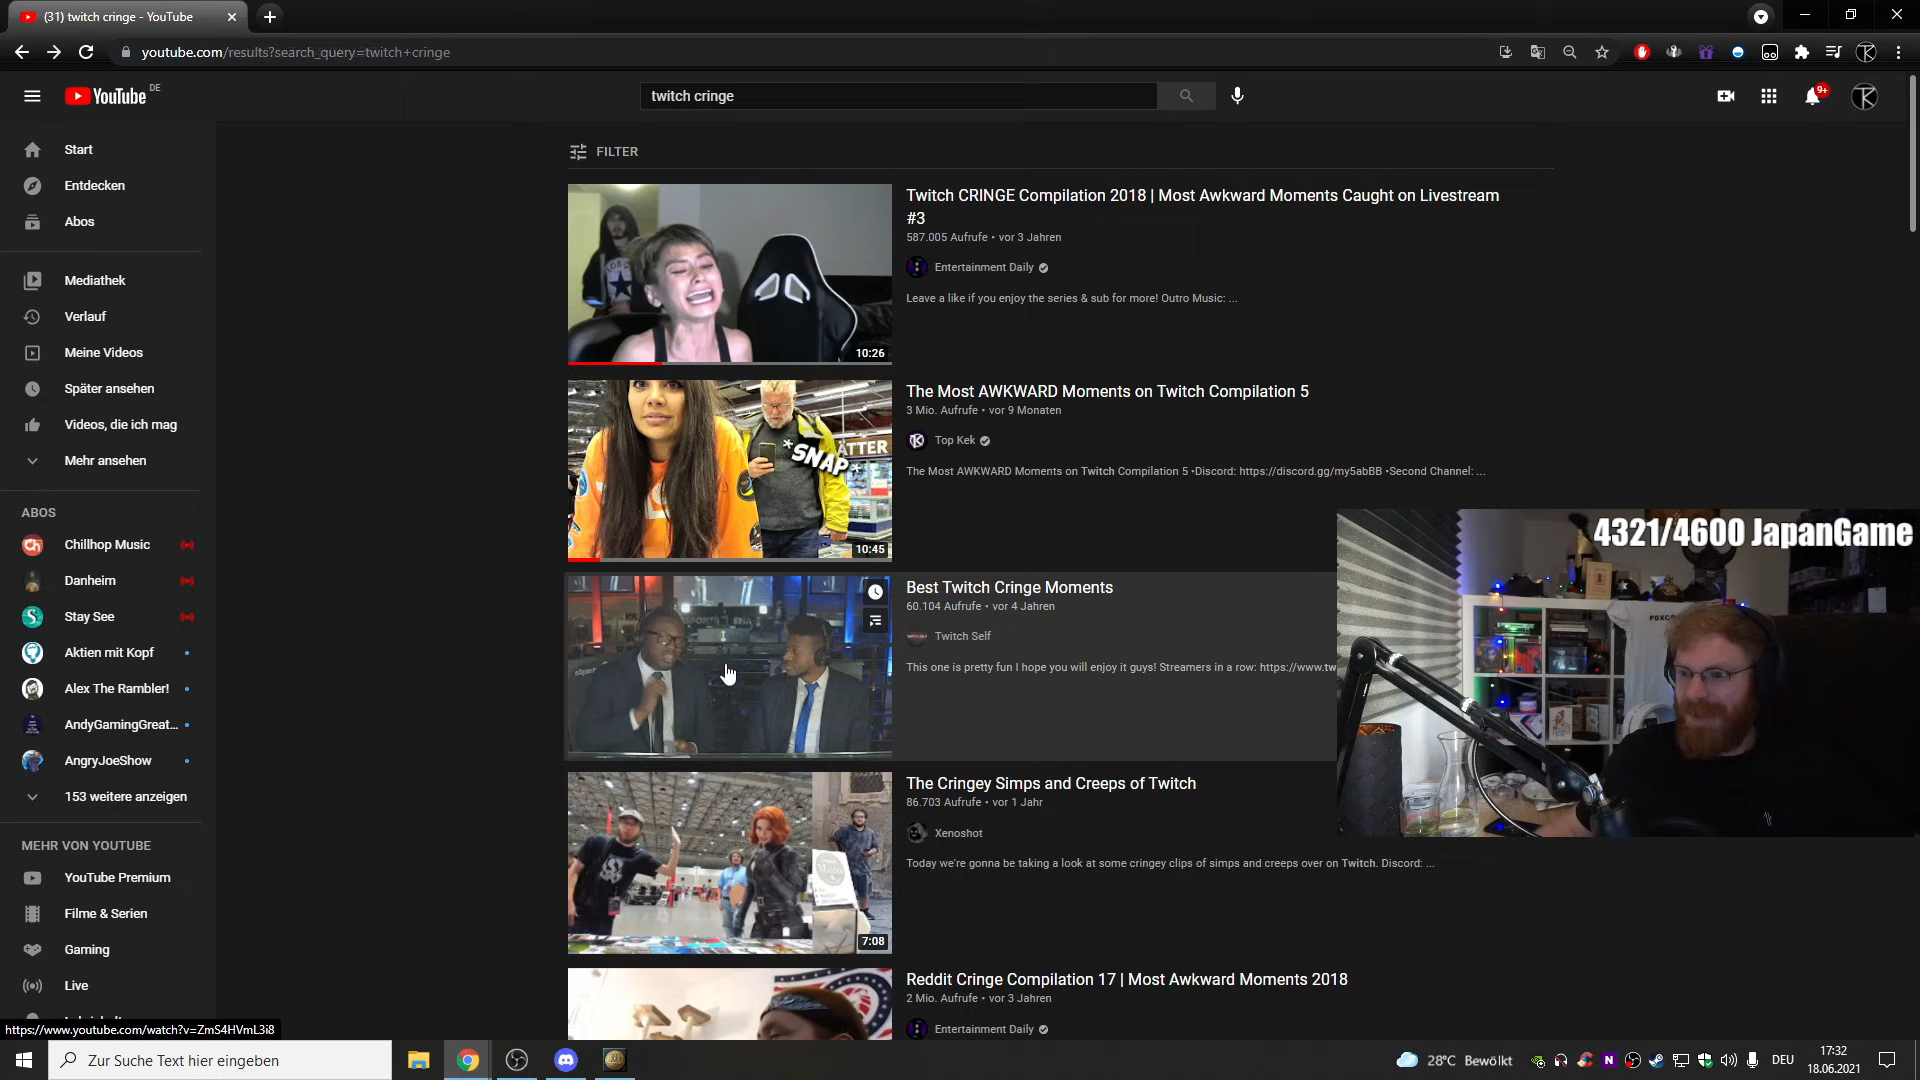 (31) twitch cringe - YouTube
youtube.com/results?search_query=twitch+cringe
YouTube DE
twitch cringe
9+
Start
Entdecken
Abos
Mediathek
Verlauf
Meine Videos
Später ansehen
Videos, die ich mag
Mehr ansehen
ABOS
Chillhop Music
Danheim
Stay See
Aktien mit Kopf
Alex The Rambler!
AndyGamingGreat...
AngryJoeShow
153 weitere anzeigen
MEHR VON YOUTUBE
YouTube Premium
Filme & Serien
Gaming
Live
FILTER
10:26
Twitch CRINGE Compilation 2018 | Most Awkward Moments Caught on Livestream
#3
587.005 Aufrufe • vor 3 Jahren
Entertainment Daily
Leave a like if you enjoy the series & sub for more! Outro Music: ...
*SNAP*
ÄTTER
10:45
The Most AWKWARD Moments on Twitch Compilation 5
3 Mio. Aufrufe • vor 9 Monaten
Top Kek
The Most AWKWARD Moments on Twitch Compilation 5 •Discord: https://discord.gg/my5abBB •Second Channel: ...
Best Twitch Cringe Moments
60.104 Aufrufe • vor 4 Jahren
Twitch Self
This one is pretty fun I hope you will enjoy it guys! Streamers in a row: https://www.tw
4321/4600 JapanGame
7:08
The Cringey Simps and Creeps of Twitch
86.703 Aufrufe • vor 1 Jahr
Xenoshot
Today we're gonna be taking a look at some cringey clips of simps and creeps over on Twitch. Discord: ...
Reddit Cringe Compilation 17 | Most Awkward Moments 2018
2 Mio. Aufrufe • vor 3 Jahren
Entertainment Daily
https://www.youtube.com/watch?v=ZmS4HVmL3i8
Zur Suche Text hier eingeben
28°C Bewölkt
DEU
17:32
18.06.2021